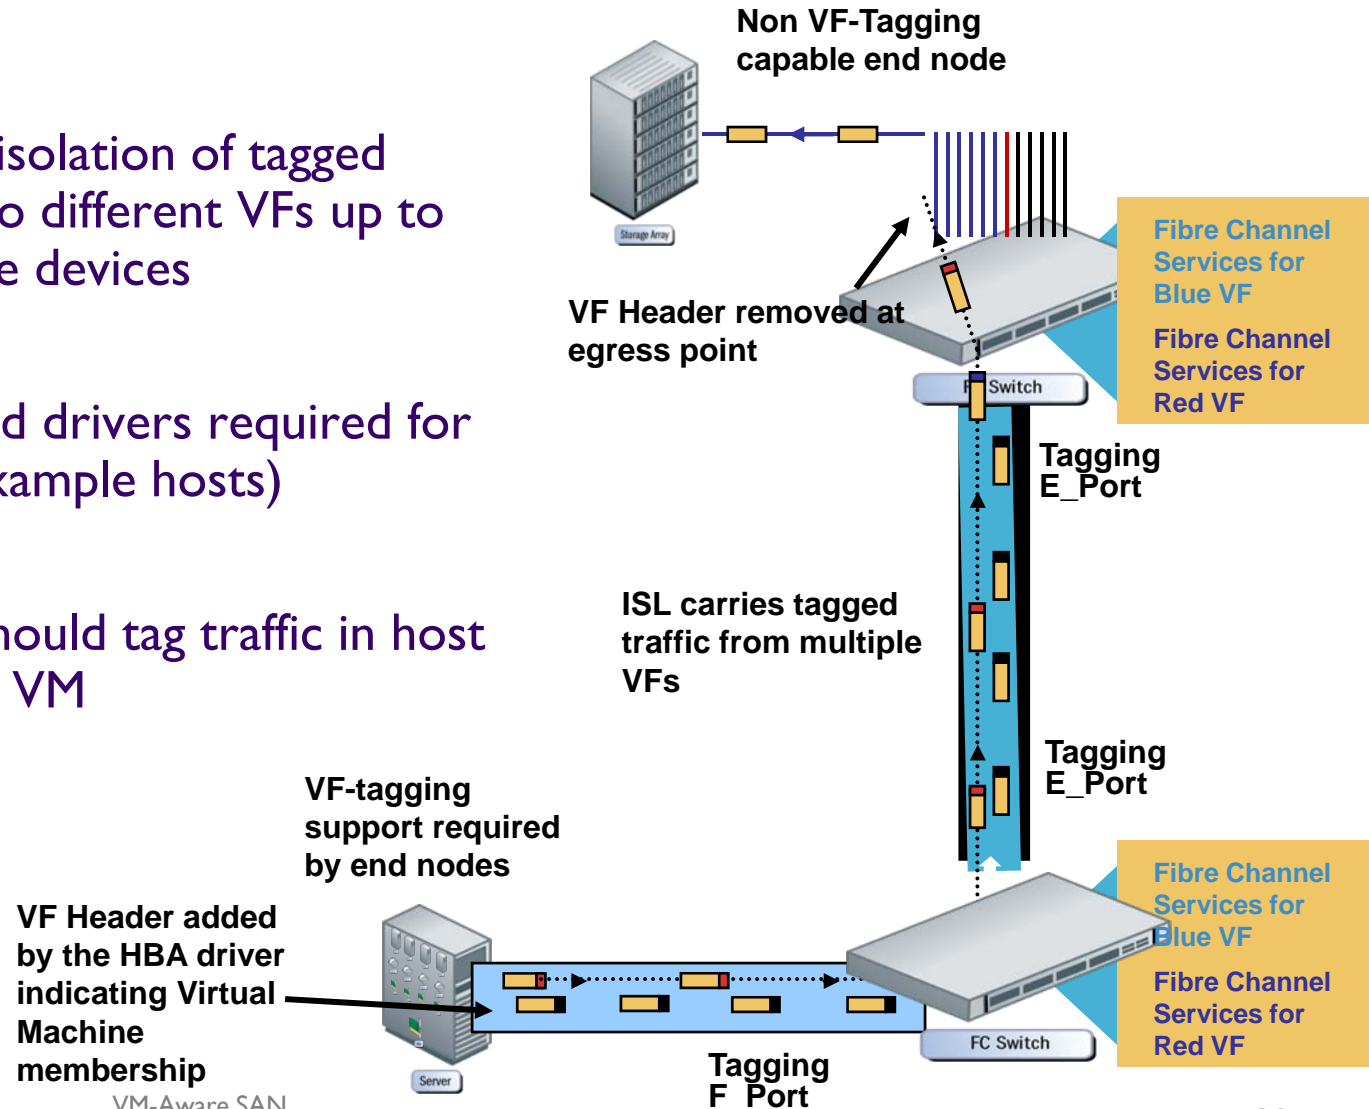 Non VF-Tagging
capable end node
isolation of tagged
o different VFs up to
e devices
Storage Array
Fibre Channel
Services for
Blue VF
Fibre Channel
Services for
Red VF
VF Header removed at
egress point
Switch
d drivers required for
xample hosts)
Tagging
E_Port
ISL carries tagged
traffic from multiple
VFs
hould tag traffic in host
VM
Tagging
E_Port
VF-tagging
support required
by end nodes
VF Header added
by the HBA driver
indicating Virtual
Machine
membership
Fibre Channel
Services for
Blue VF
Fibre Channel
Services for
Red VF
FC Switch
Server
Tagging
F_Port
VM-Aware SAN